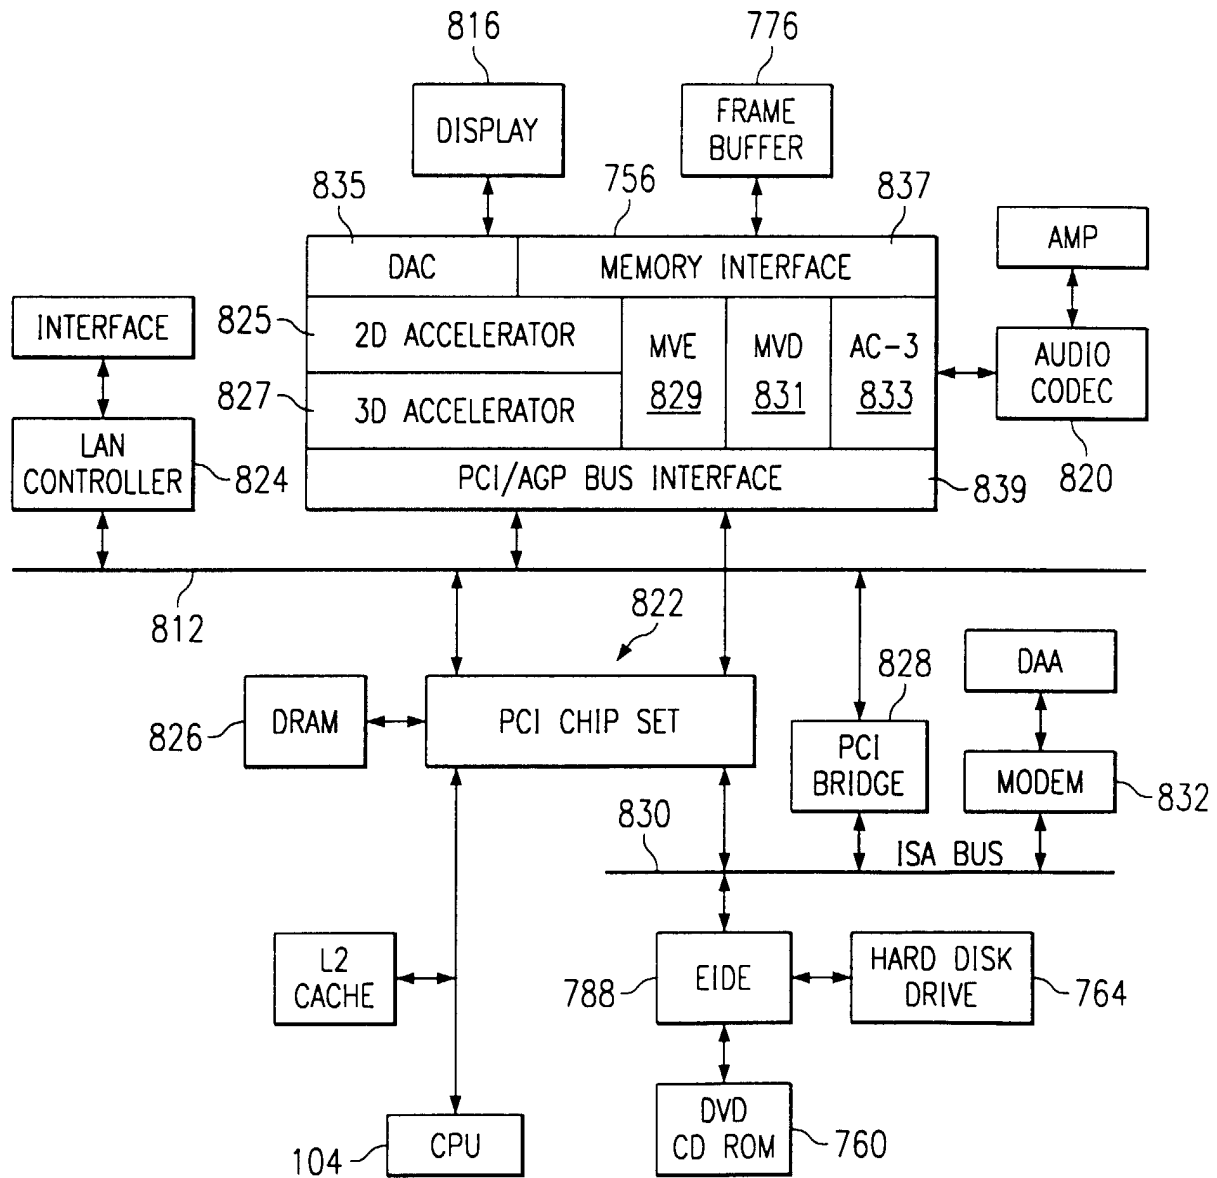 816
776
DISPLAY
FRAME
BUFFER
835
756
837
DAC
MEMORY INTERFACE
AMP
INTERFACE
825
2D ACCELERATOR
MVE
829
MVD
831
AC-3
833
AUDIO
CODEC
827
3D ACCELERATOR
LAN
CONTROLLER
824
PCI/AGP BUS INTERFACE
839
820
812
822
DRAM
826
PCI CHIP SET
828
PCI
BRIDGE
DAA
MODEM
832
830
ISA BUS
L2
CACHE
788
EIDE
HARD DISK
DRIVE
764
104
CPU
DVD
CD ROM
760